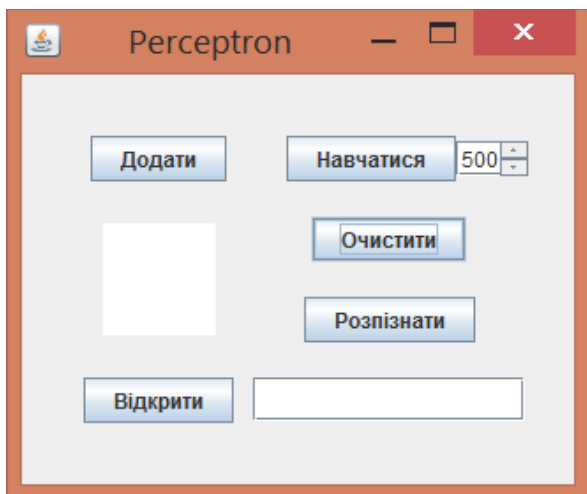 Perceptron
Додати
Навчатися 500
Очистити
Розпізнати
Відкрити